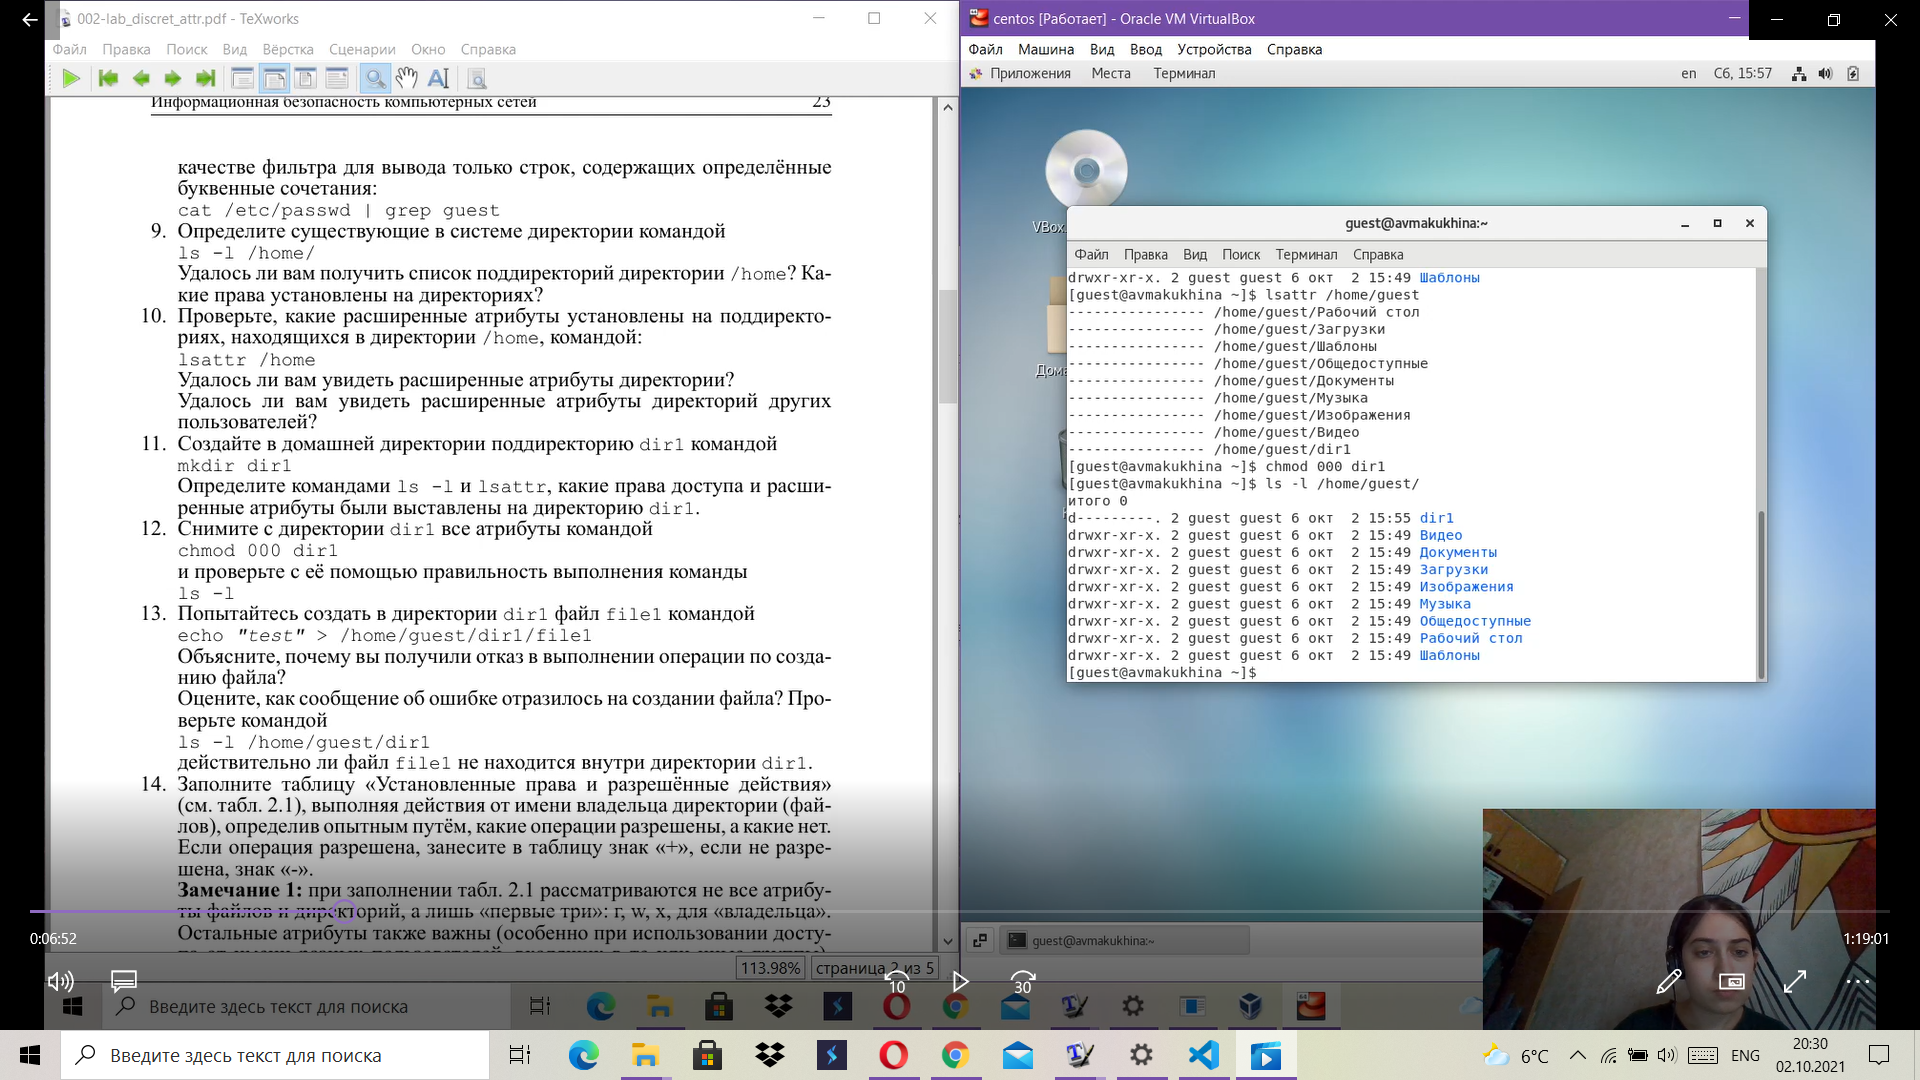 002-lab_discret_attr.pdf - TeXworks
Файл Правка Поиск Вид Вёрстка Сценарии Окно Справка
Информационная безопасность компьютерных сетей 23
качестве фильтра для вывода только строк, содержащих определённые
буквенные сочетания:
cat /etc/passwd | grep guest
9. Определите существующие в системе директории командой
ls -l /home/
Удалось ли вам получить список поддиректорий директории /home? Ка-
кие права установлены на директориях?
10. Проверьте, какие расширенные атрибуты установлены на поддиректо-
риях, находящихся в директории /home, командой:
lsattr /home
Удалось ли вам увидеть расширенные атрибуты директории?
Удалось ли вам увидеть расширенные атрибуты директорий других
пользователей?
11. Создайте в домашней директории поддиректорию dir1 командой
mkdir dir1
Определите командами ls -l и lsattr, какие права доступа и расши-
ренные атрибуты были выставлены на директорию dir1.
12. Снимите с директории dir1 все атрибуты командой
chmod 000 dir1
и проверьте с её помощью правильность выполнения команды
ls -l
13. Попытайтесь создать в директории dir1 файл file1 командой
echo "test" > /home/guest/dir1/file1
Объясните, почему вы получили отказ в выполнении операции по созда-
нию файла?
Оцените, как сообщение об ошибке отразилось на создании файла? Про-
верьте командой
ls -l /home/guest/dir1
действительно ли файл file1 не находится внутри директории dir1.
14. Заполните таблицу «Установленные права и разрешённые действия»
(см. табл. 2.1), выполняя действия от имени владельца директории (фай-
лов), определив опытным путём, какие операции разрешены, а какие нет.
Если операция разрешена, занесите в таблицу знак «+», если не разре-
шена, знак «-».
Замечание 1: при заполнении табл. 2.1 рассматриваются не все атрибу-
ты файлов и директорий, а лишь «первые три»: r, w, x, для «владельца».
Остальные атрибуты также важны (особенно при использовании досту-
113.98% страница 2 из 5
centos [Работает] - Oracle VM VirtualBox
Файл Машина Вид Ввод Устройства Справка
Приложения Места Терминал en Сб, 15:57
VBox
Дома
guest@avmakukhina:~
Файл Правка Вид Поиск Терминал Справка
drwxr-xr-x. 2 guest guest 6 окт  2 15:49 Шаблоны
[guest@avmakukhina ~]$ lsattr /home/guest
---------------- /home/guest/Рабочий стол
---------------- /home/guest/Загрузки
---------------- /home/guest/Шаблоны
---------------- /home/guest/Общедоступные
---------------- /home/guest/Документы
---------------- /home/guest/Музыка
---------------- /home/guest/Изображения
---------------- /home/guest/Видео
---------------- /home/guest/dir1
[guest@avmakukhina ~]$ chmod 000 dir1
[guest@avmakukhina ~]$ ls -l /home/guest/
итого 0
d---------. 2 guest guest 6 окт  2 15:55 dir1
drwxr-xr-x. 2 guest guest 6 окт  2 15:49 Видео
drwxr-xr-x. 2 guest guest 6 окт  2 15:49 Документы
drwxr-xr-x. 2 guest guest 6 окт  2 15:49 Загрузки
drwxr-xr-x. 2 guest guest 6 окт  2 15:49 Изображения
drwxr-xr-x. 2 guest guest 6 окт  2 15:49 Музыка
drwxr-xr-x. 2 guest guest 6 окт  2 15:49 Общедоступные
drwxr-xr-x. 2 guest guest 6 окт  2 15:49 Рабочий стол
drwxr-xr-x. 2 guest guest 6 окт  2 15:49 Шаблоны
[guest@avmakukhina ~]$
guest@avmakukhina:~
0:06:52
1:19:01
10
30
Введите здесь текст для поиска
Введите здесь текст для поиска
6°C
ENG
20:30
02.10.2021